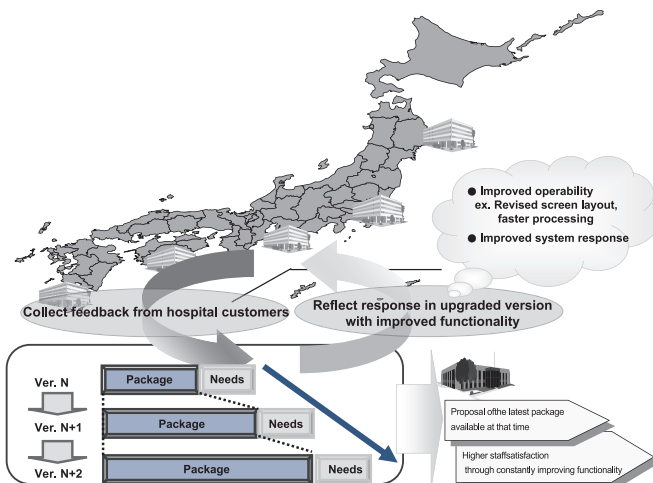 ● Improved operability
ex. Revised screen layout,
faster processing
● Improved system response
Collect feedback from hospital customers
Reflect response in upgraded version
with improved functionality
Ver. N
Package
Needs
Ver. N+1
Package
Needs
Ver. N+2
Package
Needs
Proposal ofthe latest package
available at that time
Higher staffsatisfaction
through constantly improving functionality